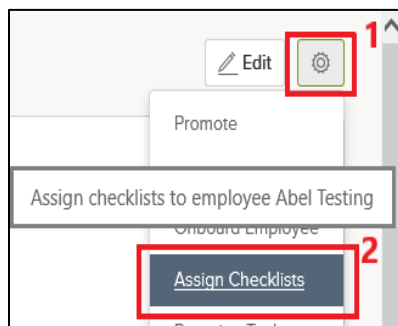 1
Edit
Promote
Assign checklists to employee Abel Testing
Onboard Employee
2
Assign Checklists